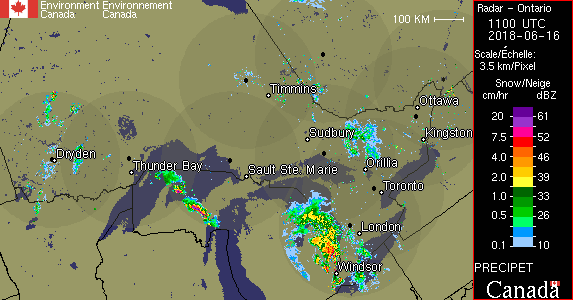 Environment Environnement
Canada Canada
100 KM
Timmins
Ottawa
Sudbury
Kingston
Dryden
Thunder Bay
Sault Ste. Marie
Orillia
Toronto
London
Windsor
Radar - Ontario
1100 UTC
2018-06-16
Scale/Échelle:
3.5 km/Pixel
Snow/Neige
cm/hr dBZ
20 61
7.5 52
4.0 46
2.0 39
1.0 33
0.5 26
0.1 10
PRECIPET
Canada